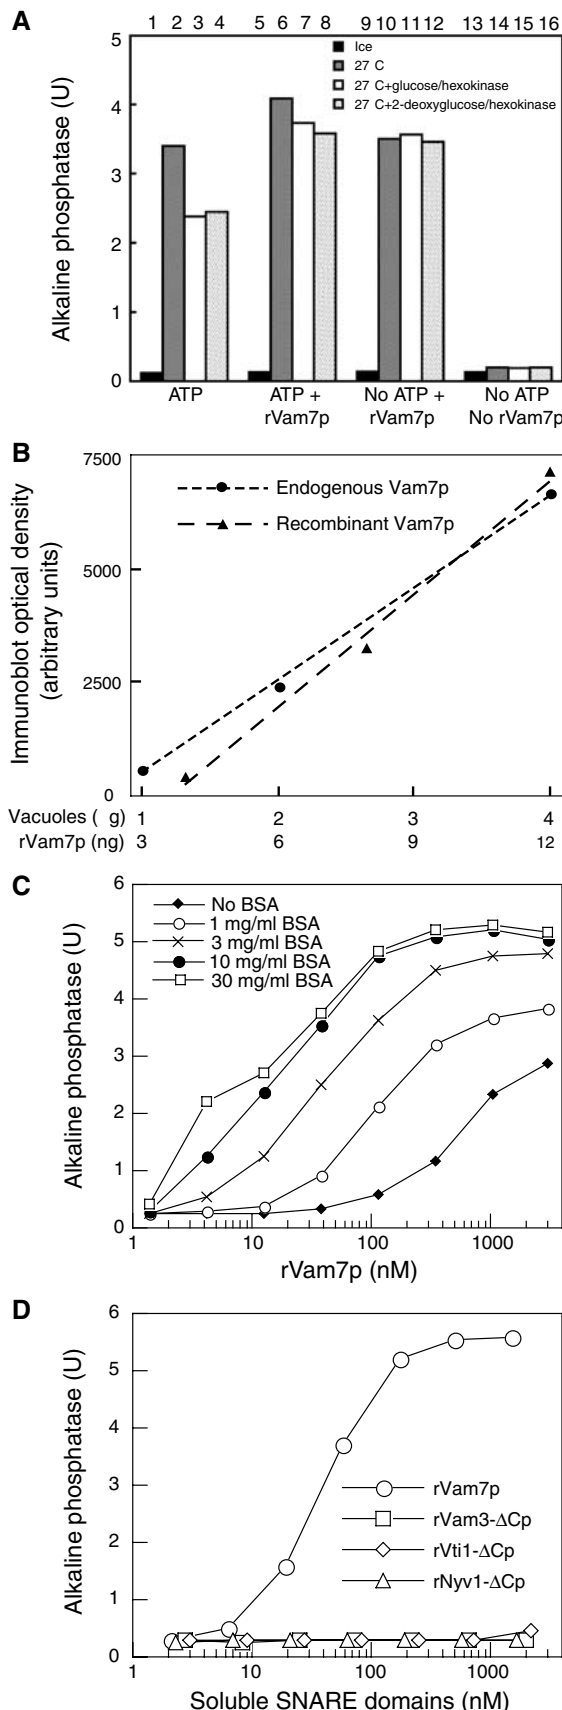 A
1 2 3 4 5 6 7 8 9 10 11 12 13 14 15 16
5
4
3
2
1
0
Alkaline phosphatase (U)
Ice
27 C
27 C+glucose/hexokinase
27 C+2-deoxyglucose/hexokinase
ATP
ATP +
rVam7p
No ATP +
rVam7p
No ATP
No rVam7p
B
7500
5000
2500
0
Immunoblot optical density
(arbitrary units)
Endogenous Vam7p
Recombinant Vam7p
Vacuoles ( g) 1 2 3 4
rVam7p (ng) 3 6 9 12
C
6
5
4
3
2
1
0
Alkaline phosphatase (U)
No BSA
1 mg/ml BSA
3 mg/ml BSA
10 mg/ml BSA
30 mg/ml BSA
1 10 100 1000
rVam7p (nM)
D
6
5
4
3
2
1
0
Alkaline phosphatase (U)
rVam7p
rVam3-ΔCp
rVti1-ΔCp
rNyv1-ΔCp
1 10 100 1000
Soluble SNARE domains (nM)